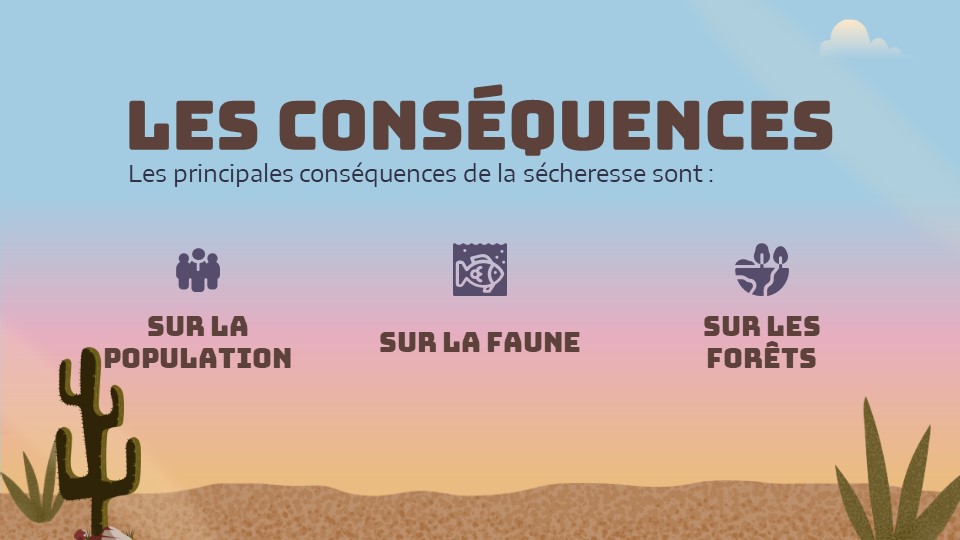 LES CONSÉQUENCES
Les principales conséquences de la sécheresse sont :
SUR LA
POPULATION
SUR LA FAUNE
SUR LES
FORÊTS